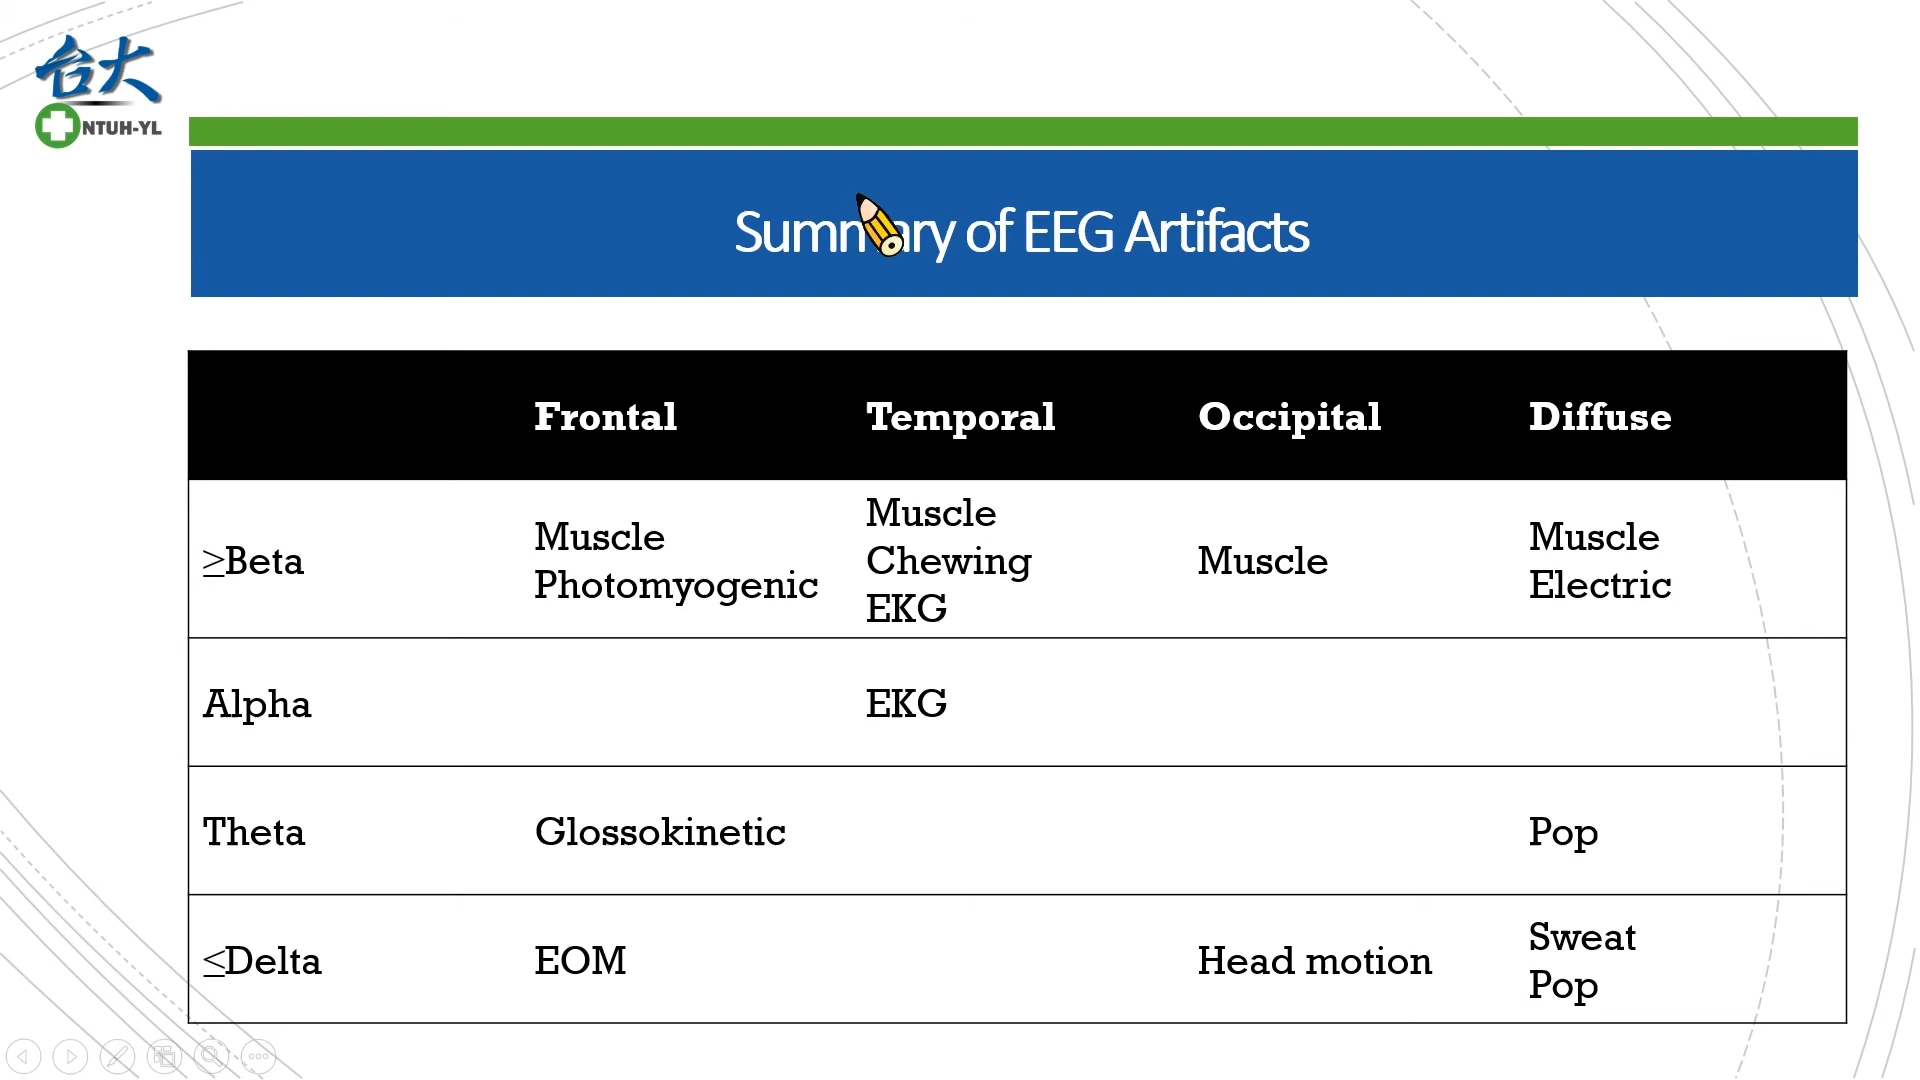 台大
NTUH-YL
Summary of EEG Artifacts
Frontal Temporal Occipital Diffuse
≥Beta
Muscle
Photomyogenic
Muscle
Chewing
EKG
Muscle
Muscle
Electric
Alpha
EKG
Theta
Glossokinetic
Pop
≤Delta
EOM
Head motion
Sweat
Pop